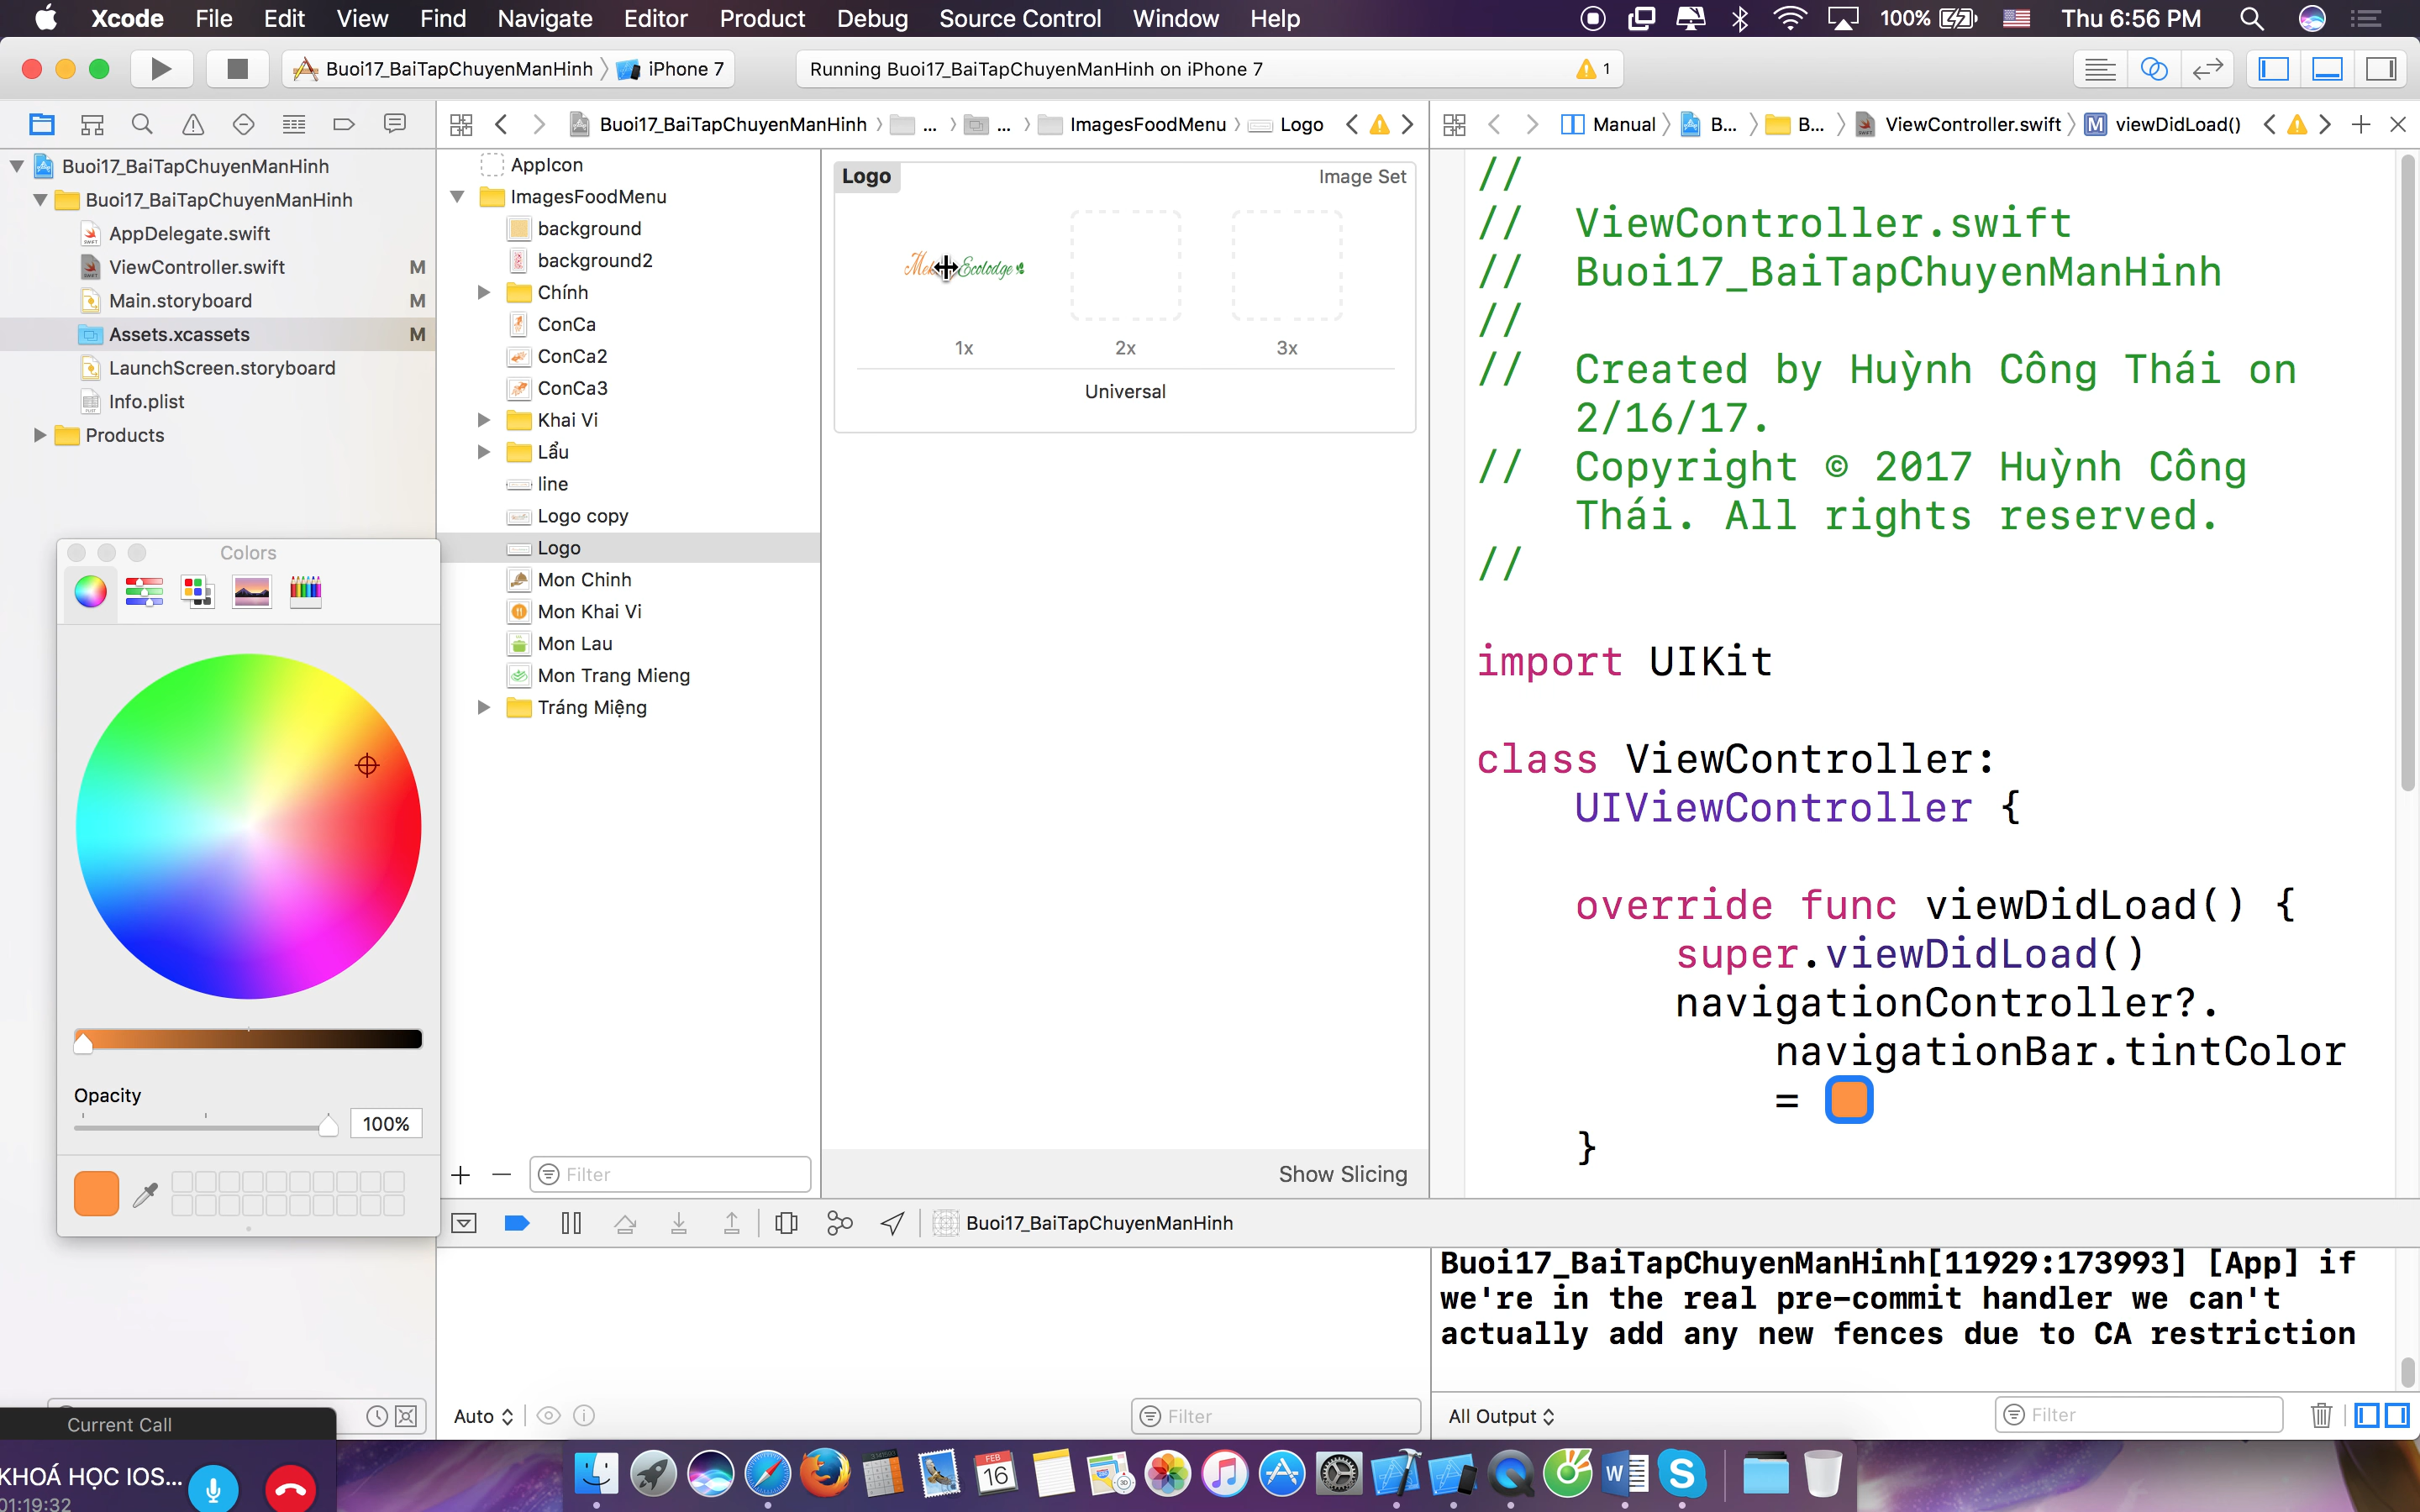 Xcode File Edit View Find Navigate Editor Product Debug Source Control Window Help 100% Thu 6:56 PM
Buoi17_BaiTapChuyenManHinh iPhone 7
Running Buoi17_BaiTapChuyenManHinh on iPhone 7
1
Buoi17_BaiTapChuyenManHinh ... ... ImagesFoodMenu Logo
Manual B... B... ViewController.swift M viewDidLoad()
Buoi17_BaiTapChuyenManHinh
Buoi17_BaiTapChuyenManHinh
AppDelegate.swift
ViewController.swift M
Main.storyboard M
Assets.xcassets M
LaunchScreen.storyboard
Info.plist
Products
AppIcon
ImagesFoodMenu
background
background2
Chính
ConCa
ConCa2
ConCa3
Khai Vi
Lẩu
line
Logo copy
Logo
Mon Chinh
Mon Khai Vi
Mon Lau
Mon Trang Mieng
Tráng Miệng
Filter
Logo
Image Set
Ecolodge
1x 2x 3x
Universal
Show Slicing
//
// ViewController.swift
// Buoi17_BaiTapChuyenManHinh
//
// Created by Huỳnh Công Thái on
2/16/17.
// Copyright © 2017 Huỳnh Công
Thái. All rights reserved.
//
import UIKit
class ViewController:
UIViewController {
override func viewDidLoad() {
super.viewDidLoad()
navigationController?.
navigationBar.tintColor
=
}
Colors
Opacity
100%
Buoi17_BaiTapChuyenManHinh
Buoi17_BaiTapChuyenManHinh[11929:173993] [App] if
we're in the real pre-commit handler we can't
actually add any new fences due to CA restriction
Auto
Filter
All Output
Filter
Current Call
KHOÁ HỌC IOS...
01:19:32
FEB
16
W
S